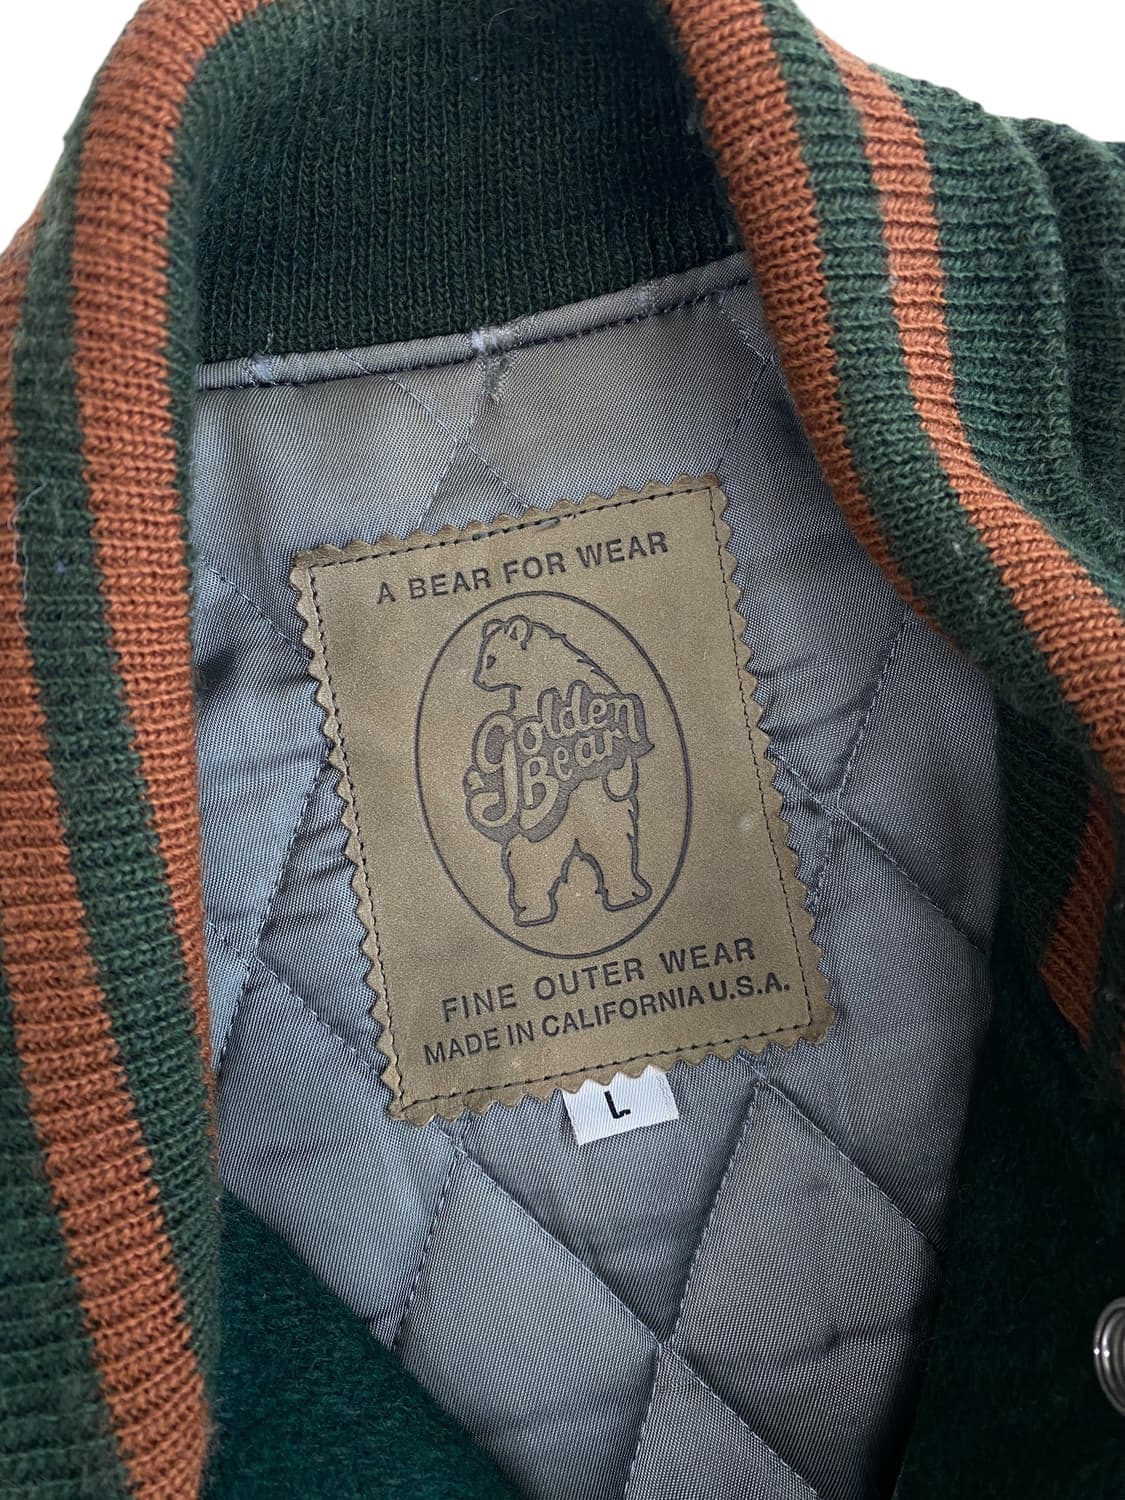 A BEAR FOR WEAR
Golden
Bear
FINE OUTER WEAR
MADE IN CALIFORNIA U.S.A.
L